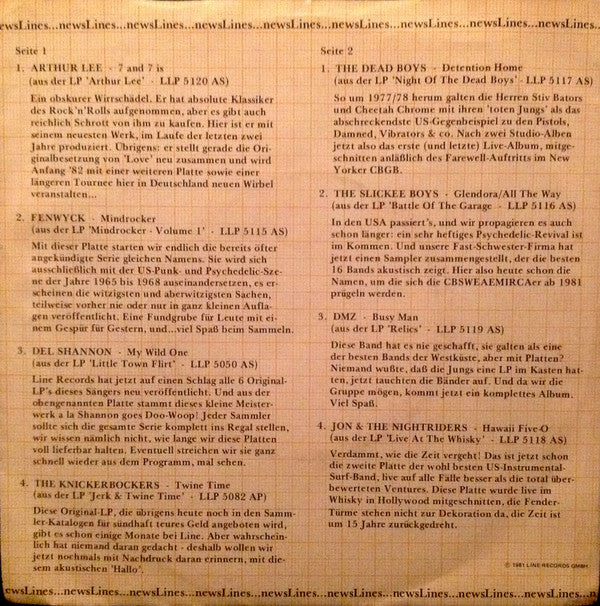 ewsLines...newsLines...newsLines...newsLines...newsLines...newsLines...newsLines...newsLines..
Seite 1
1. ARTHUR LEE - 7 and 7 is
(aus der LP 'Arthur Lee' - LLP 5120 AS)
Ein obskurer Wirrschädel. Er hat absolute Klassiker
des Rock'n'Rolls aufgenommen, aber es gibt auch
reichlich Schrott von ihm zu kaufen. Hier ist er mit
seinem neuesten Werk, im Laufe der letzten zwei
Jahre produziert. Übrigens: er stellt gerade die Ori-
ginalbesetzung von 'Love' neu zusammen und wird
Anfang '82 mit einer weiteren Platte sowie einer
längeren Tournee hier in Deutschland neuen Wirbel
veranstalten...
2. FENWYCK - Mindrocker
(aus der LP 'Mindrocker - Volume 1' - LLP 5115 AS)
Mit dieser Platte starten wir endlich die bereits öfter
angekündigte Serie gleichen Namens. Sie wird sich
ausschließlich mit der US-Punk- und Psychedelic-Sze-
ne der Jahre 1965 bis 1968 auseinandersetzen, es er-
scheinen die witzigsten und aberwitzigsten Sachen,
teilweise vorher nie oder nur in ganz kleinen Aufla-
gen veröffentlicht. Eine Fundgrube für Leute mit ei-
nem Gespür für Gestern, und...viel Spaß beim Sammeln.
3. DEL SHANNON - My Wild One
(aus der LP 'Little Town Flirt' - LLP 5050 AS)
Line Records hat jetzt auf einen Schlag alle 6 Original-
LP's dieses Sängers neu veröffentlicht. Und aus der
obengenannten Platte stammt dieses kleine Meister-
werk a la Shannon goes Doo-Woop! Jeder Sammler
sollte sich die gesamte Serie komplett ins Regal stellen,
wir wissen nämlich nicht, wie lange wir diese Platten
voll lieferbar halten. Eventuell streichen wir sie ganz
schnell wieder aus dem Programm, mal sehen.
4. THE KNICKERBOCKERS - Twine Time
(aus der LP 'Jerk & Twine Time' - LLP 5082 AP)
Diese Original-LP, die übrigens heute noch in den Samm-
ler-Katalogen für sündhaft teures Geld angeboten wird,
gibt es schon einige Monate bei Line. Aber wahrschein-
lich hat niemand daran gedacht - deshalb wollen wir
jetzt nochmals mit Nachdruck daran erinnern, mit die-
sem akustischen 'Hallo'.
Seite 2
1. THE DEAD BOYS - Detention Home
(aus der LP 'Night Of The Dead Boys' - LLP 5117 AS)
So um 1977/78 herum galten die Herren Stiv Bators
und Cheetah Chrome mit ihren 'toten Jungs' als das
abschreckendste US-Gegenbeispiel zu den Pistols,
Damned, Vibrators & co. Nach zwei Studio-Alben
jetzt also das erste (und letzte) Live-Album, mitge-
schnitten anläßlich des Farewell-Auftritts im New
Yorker CBGB.
2. THE SLICKEE BOYS - Glendora/All The Way
(aus der LP 'Battle Of The Garage - LLP 5116 AS)
In den USA passiert's, und wir propagieren es auch
schon länger: ein sehr heftiges Psychedelic-Revival ist
im Kommen. Und unsere Fast-Schwester-Firma hat
jetzt einen Sampler zusammengestellt, der die besten
16 Bands akustisch zeigt. Hier also heute schon die
Namen, um die sich die CBSWEAEMIRCAer ab 1981
prügeln werden.
3. DMZ - Busy Man
(aus der LP 'Relics' - LLP 5119 AS)
Diese Band hat es nie geschafft, sie galten als eine
der besten Bands der Westküste, aber mit Platten?
Niemand wußte, daß die Jungs eine LP im Kasten hat-
ten, jetzt tauchten die Bänder auf. Und da wir die
Gruppe mögen, kommt jetzt ein komplettes Album.
Viel Spaß.
4. JON & THE NIGHTRIDERS - Hawaii Five-O
(aus der LP 'Live At The Whisky' - LLP 5118 AS)
Verdammt, wie die Zeit vergeht! Das ist jetzt schon
die zweite Platte der wohl besten US-Instrumental-
Surf-Band, live auf alle Fälle besser als die total über-
bewerteten Ventures. Diese Platte wurde live im
Whisky in Hollywood mitgeschnitten, die Fender-
Türme stehen nicht zur Dekoration da, die Zeit ist
um 15 Jahre zurückgedreht.
© 1981 LINE RECORDS GMBH
ewsLines...newsLines...newsLines...newsLines...newsLines...newsLines...newsLines...newsLines..